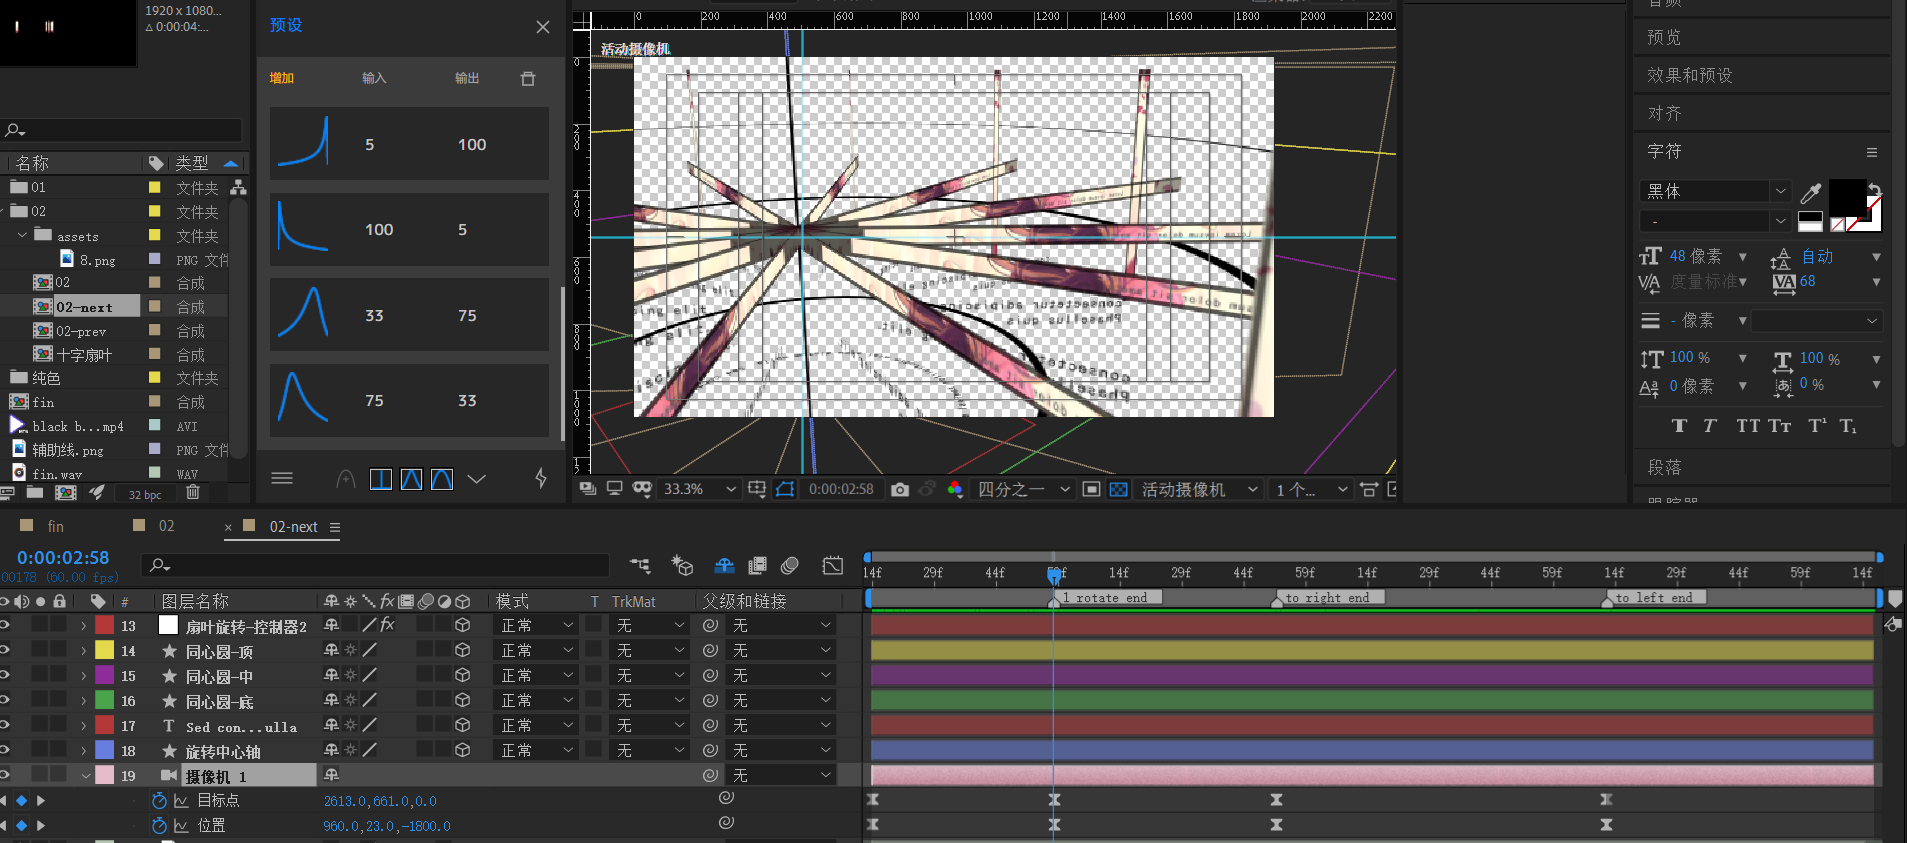 1920 x 1080...
Δ 0:00:04:...
名称
类型
01
文件夹
02
文件夹
assets
文件夹
8.png
PNG 文件
02
合成
02-next
合成
02-prev
合成
十字扇叶
合成
纯色
文件夹
fin
合成
black b...mp4
AVI
辅助线.png
PNG 文件
fin.wav
WAV
32 bpc
预设
增加
输入
输出
5
100
100
5
33
75
75
33
0
200
400
600
800
1000
1200
1400
1600
1800
2000
2200
活动摄像机
33.3%
0:00:02:58
四分之一
活动摄像机
1 个...
预览
效果和预设
对齐
字符
黑体
-
48 像素
自动
度量标准
68
- 像素
100 %
100 %
0 像素
0 %
T T TT Tт T¹ T₁
段落
fin
02
02-next
0:00:02:58
00178 (60.00 fps)
14f
29f
44f
59f
14f
29f
44f
59f
14f
29f
44f
59f
14f
29f
44f
59f
14f
#
图层名称
模式
T
TrkMat
父级和链接
1 rotate end
to right end
to left end
13
扇叶旋转-控制器2
正常
无
无
14
同心圆-顶
正常
无
无
15
同心圆-中
正常
无
无
16
同心圆-底
正常
无
无
17
Sed con...ulla
正常
无
无
18
旋转中心轴
正常
无
无
19
摄像机 1
无
目标点
2613.0,661.0,0.0
位置
960.0,23.0,-1800.0